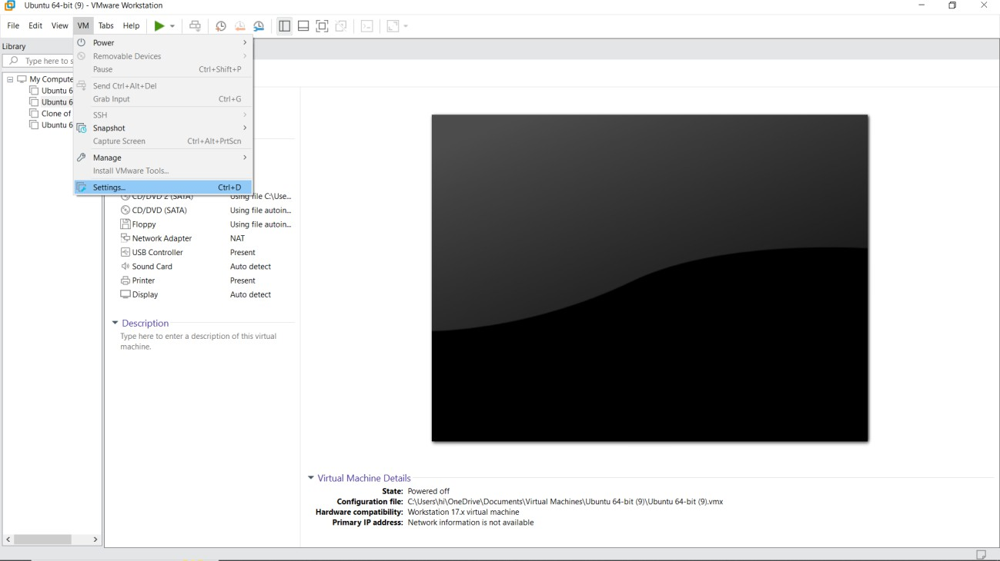 Ubuntu 64-bit (9) - VMware Workstation
File Edit View VM Tabs Help
Library
Type here to s
My Compute
Ubuntu 6
Ubuntu 6
Clone of
Ubuntu 6
Power
Removable Devices
Pause Ctrl+Shift+P
Send Ctrl+Alt+Del
Grab Input Ctrl+G
SSH
Snapshot
Capture Screen Ctrl+Alt+PrtScn
Manage
Install VMware Tools...
Settings... Ctrl+D
CD/DVD 2 (SATA) Using file C:\Use...
CD/DVD (SATA) Using file autoin...
Floppy Using file autoin...
Network Adapter NAT
USB Controller Present
Sound Card Auto detect
Printer Present
Display Auto detect
Description
Type here to enter a description of this virtual
machine.
Virtual Machine Details
State: Powered off
Configuration file: C:\Users\hi\OneDrive\Documents\Virtual Machines\Ubuntu 64-bit (9)\Ubuntu 64-bit (9).vmx
Hardware compatibility: Workstation 17.x virtual machine
Primary IP address: Network information is not available